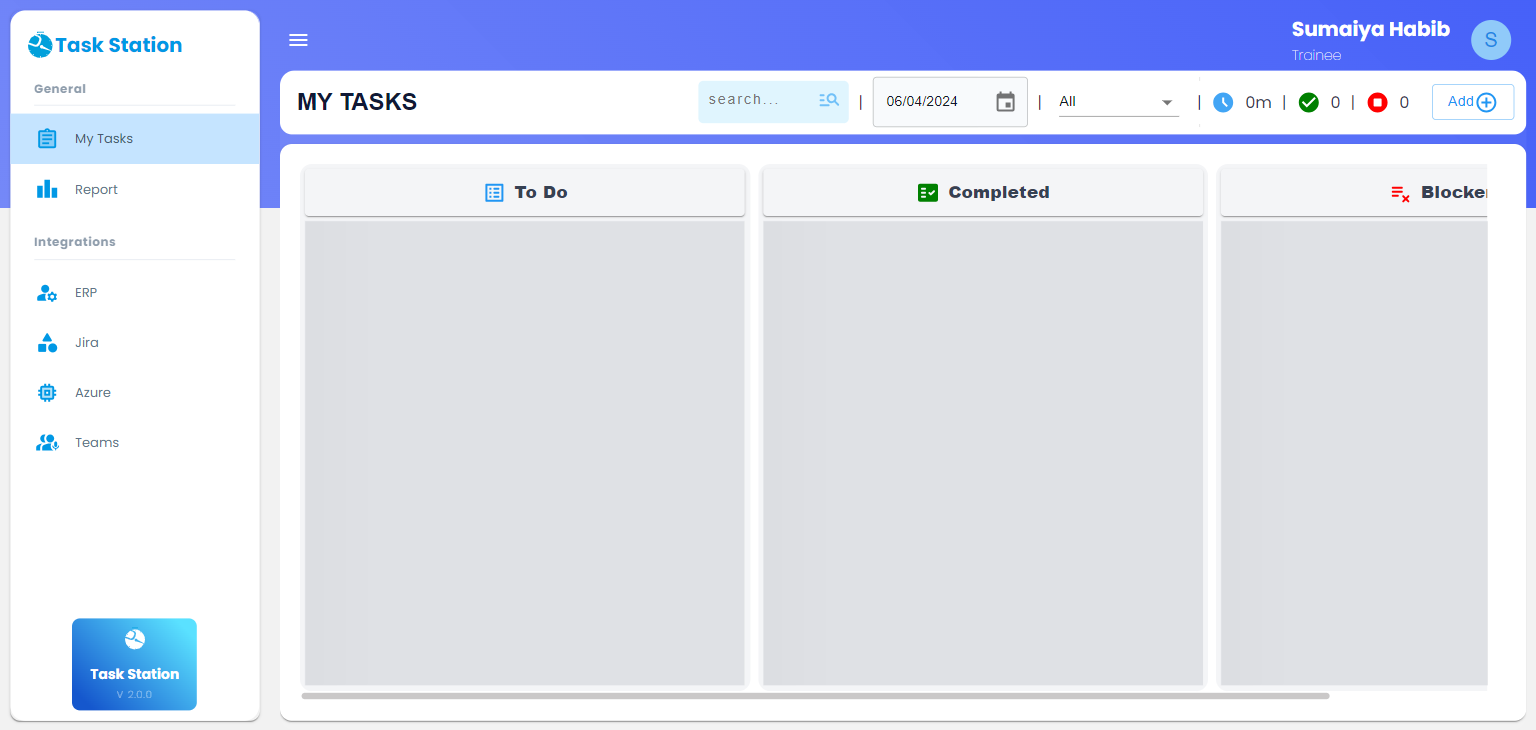 Task Station
General
My Tasks
Report
Integrations
ERP
Jira
Azure
Teams
Task Station
V 2.0.0
Sumaiya Habib
Trainee
S
MY TASKS
search... | 06/04/2024 | All | 0m | 0 | 0 Add
To Do
Completed
Blocker